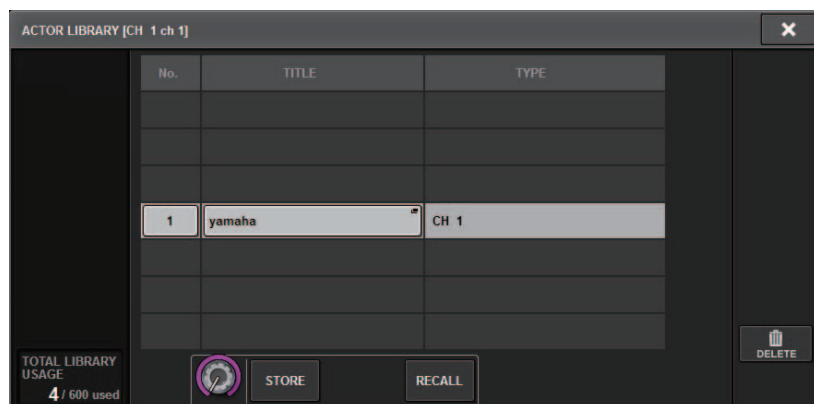 ACTOR LIBRARY [CH 1 ch 1]
No. TITLE TYPE
1 yamaha CH 1
DELETE
TOTAL LIBRARY
USAGE
4 / 600 used
STORE
RECALL